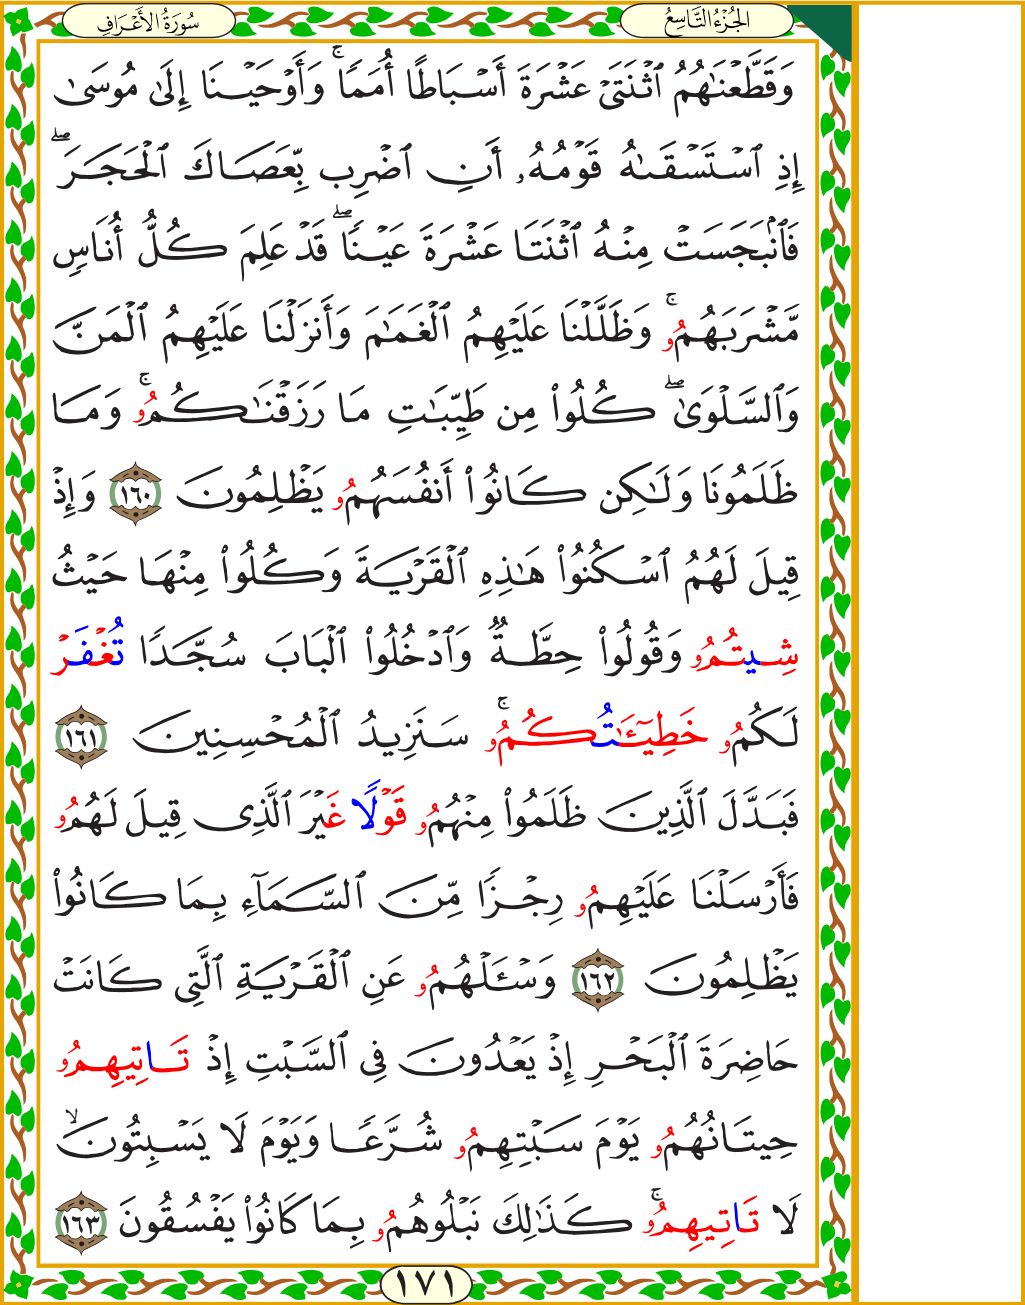 سُورَةُ الأَعْرَافِ
الجُزْءُ التَّاسِعُ
وَقَطَّعْنَٰهُمُ ٱثْنَتَىْ عَشْرَةَ أَسْبَاطًا أُمَمًاۚ وَأَوْحَيْنَا إِلَىٰ مُوسَىٰ
إِذِ ٱسْتَسْقَىٰهُ قَوْمُهُۥ أَنِ ٱضْرِب بِّعَصَاكَ ٱلْحَجَرَۖ
فَٱنۢبَجَسَتْ مِنْهُ ٱثْنَتَا عَشْرَةَ عَيْنًاۖ قَدْ عَلِمَ كُلُّ أُنَاسٍ
مَّشْرَبَهُمُۥۚ وَظَلَّلْنَا عَلَيْهِمُ ٱلْغَمَٰمَ وَأَنزَلْنَا عَلَيْهِمُ ٱلْمَنَّ
وَٱلسَّلْوَىٰۖ كُلُوا۟ مِن طَيِّبَٰتِ مَا رَزَقْنَٰكُمُۥۚ وَمَا
ظَلَمُونَا وَلَٰكِن كَانُوٓا۟ أَنفُسَهُمُۥ يَظْلِمُونَ ١٦٠ وَإِذْ
قِيلَ لَهُمُ ٱسْكُنُوا۟ هَٰذِهِ ٱلْقَرْيَةَ وَكُلُوا۟ مِنْهَا حَيْثُ
شِيتُمُۥ وَقُولُوا۟ حِطَّةٌ وَٱدْخُلُوا۟ ٱلْبَابَ سُجَّدًا تُغْفَرْ
لَكُمُۥ خَطِيٓـَٰٔتُكُمُۥۚ سَنَزِيدُ ٱلْمُحْسِنِينَ ١٦١
فَبَدَّلَ ٱلَّذِينَ ظَلَمُوا۟ مِنْهُمُۥ قَوْلًا غَيْرَ ٱلَّذِى قِيلَ لَهُمُۥ
فَأَرْسَلْنَا عَلَيْهِمُۥ رِجْزًا مِّنَ ٱلسَّمَآءِ بِمَا كَانُوا۟
يَظْلِمُونَ ١٦٢ وَسْـَٔلْهُمُۥ عَنِ ٱلْقَرْيَةِ ٱلَّتِى كَانَتْ
حَاضِرَةَ ٱلْبَحْرِ إِذْ يَعْدُونَ فِى ٱلسَّبْتِ إِذْ تَاتِيهِمُۥ
حِيتَانُهُمُۥ يَوْمَ سَبْتِهِمُۥ شُرَّعًا وَيَوْمَ لَا يَسْبِتُونَۙ
لَا تَاتِيهِمُۥۚ كَذَٰلِكَ نَبْلُوهُمُۥ بِمَا كَانُوا۟ يَفْسُقُونَ ١٦٣
١٧١